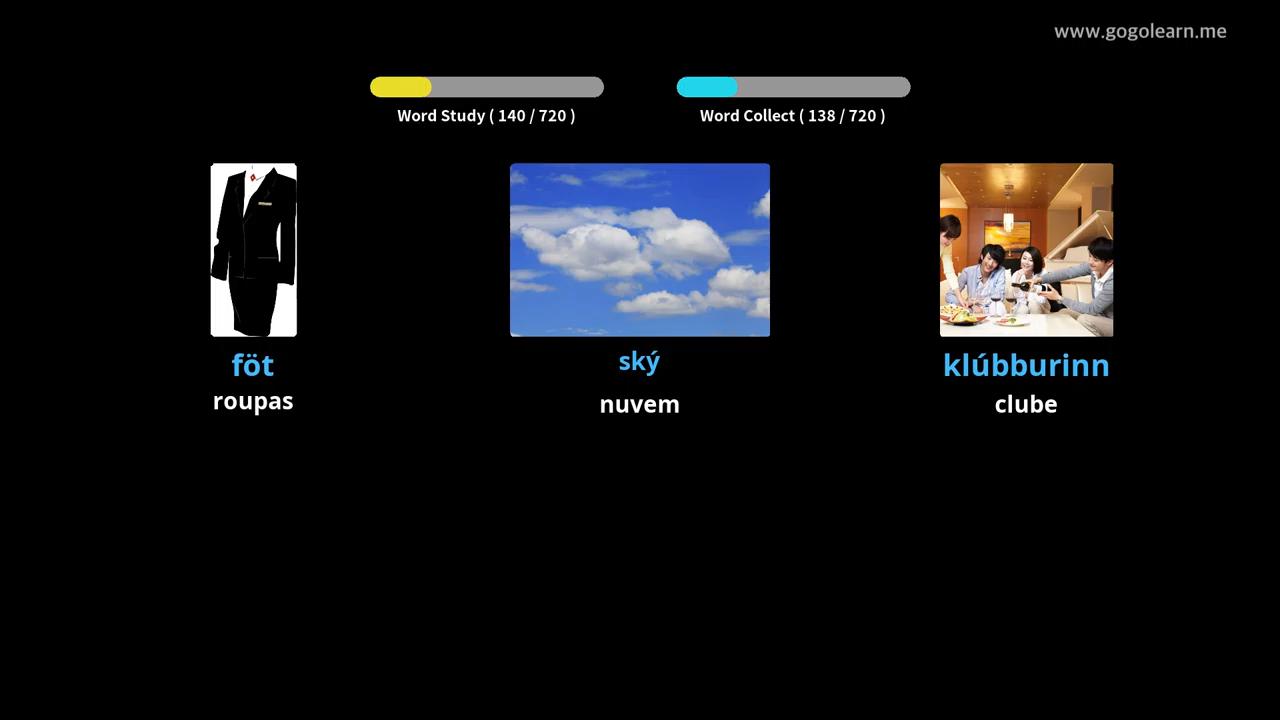 www.gogolearn.me
Word Study ( 140 / 720 )
Word Collect ( 138 / 720 )
föt
roupas
ský
nuvem
klúbburinn
clube